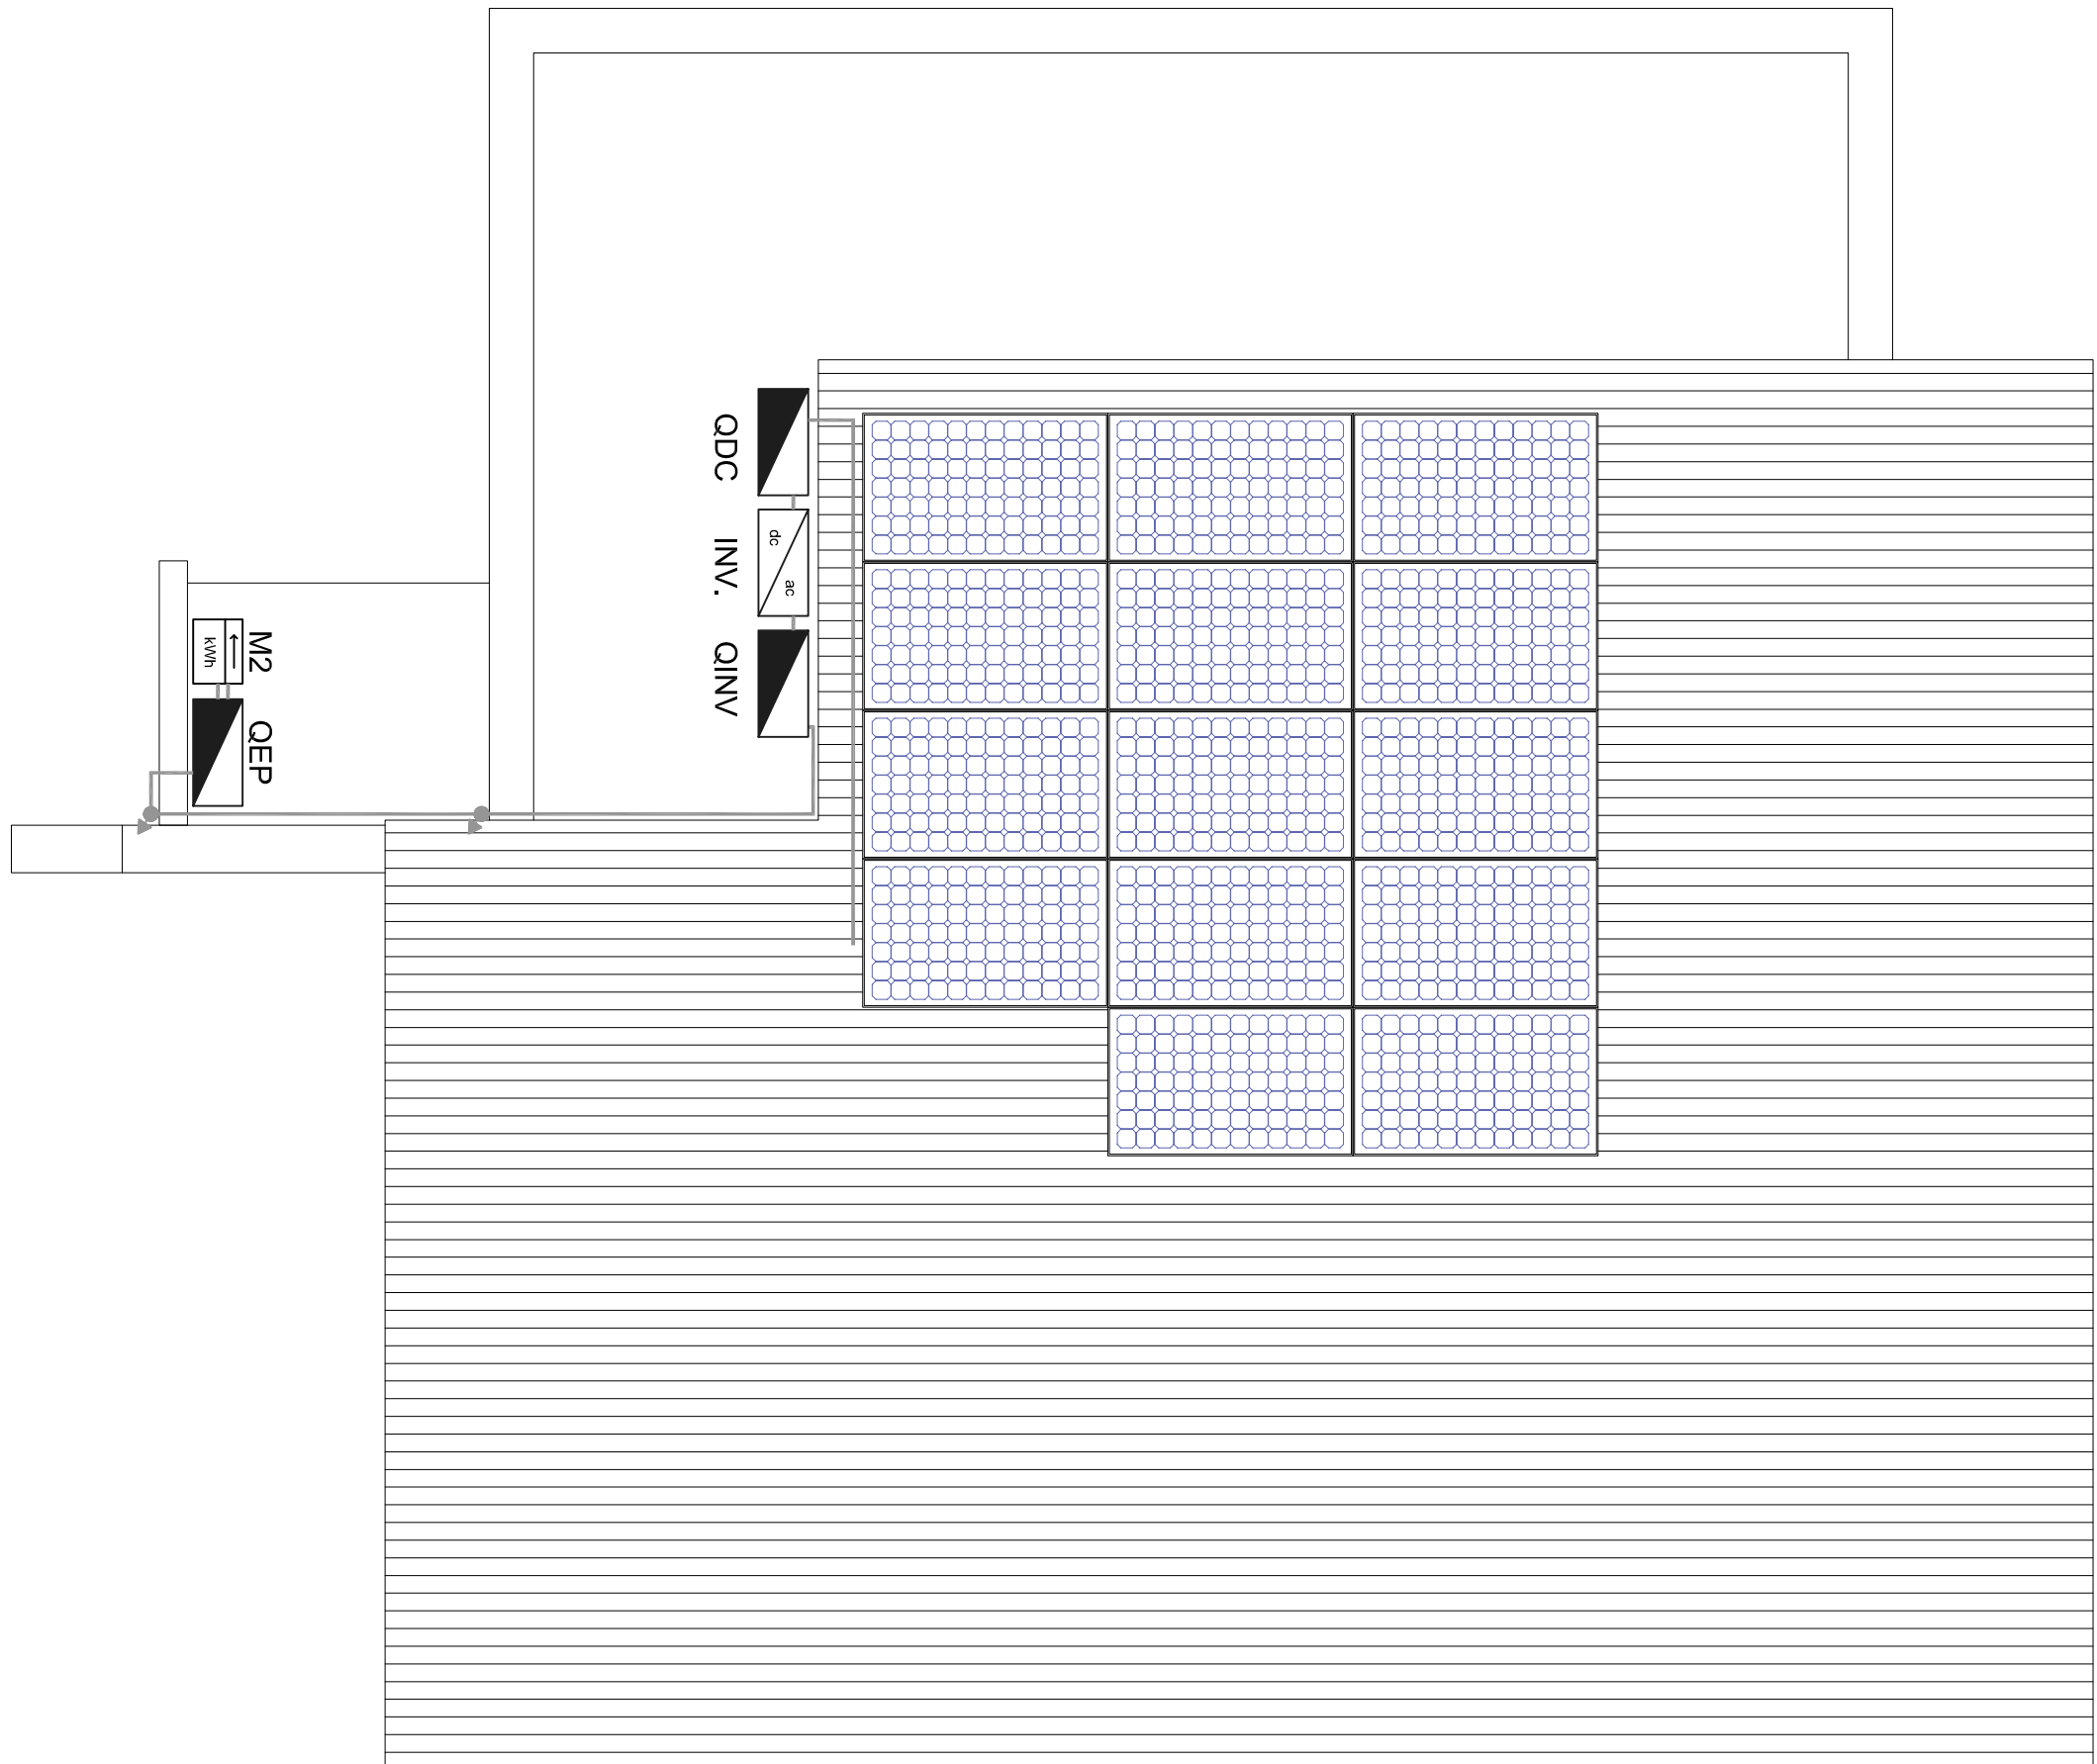 QDC
INV.
QINV
dc
ac
M2
kWh
QEP